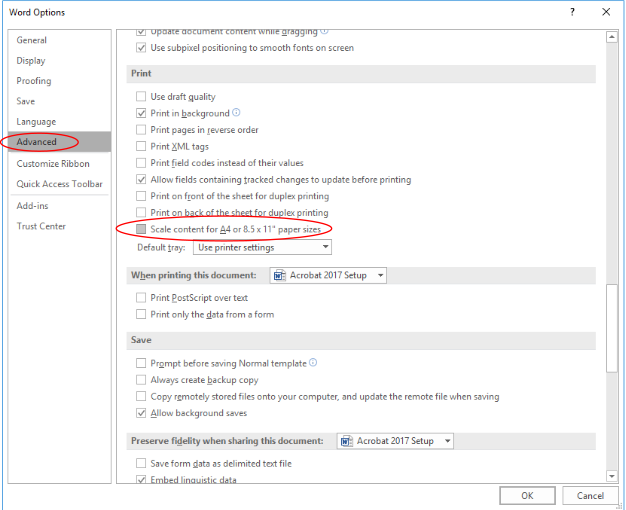 Word Options
?
General
Display
Proofing
Save
Language
Advanced
Customize Ribbon
Quick Access Toolbar
Add-ins
Trust Center
Update document content while dragging
Use subpixel positioning to smooth fonts on screen
Print
Use draft quality
Print in background
Print pages in reverse order
Print XML tags
Print field codes instead of their values
Allow fields containing tracked changes to update before printing
Print on front of the sheet for duplex printing
Print on back of the sheet for duplex printing
Scale content for A4 or 8.5 x 11" paper sizes
Default tray: Use printer settings
When printing this document: Acrobat 2017 Setup
Print PostScript over text
Print only the data from a form
Save
Prompt before saving Normal template
Always create backup copy
Copy remotely stored files onto your computer, and update the remote file when saving
Allow background saves
Preserve fidelity when sharing this document: Acrobat 2017 Setup
Save form data as delimited text file
Embed linguistic data
OK Cancel